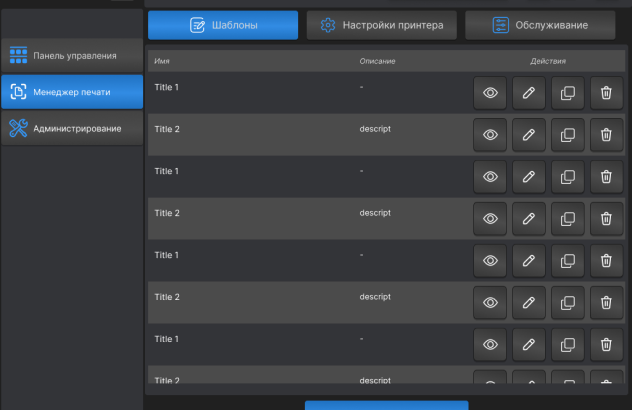 Шаблоны
Настройки принтера
Обслуживание
Панель управления
Менеджер печати
Администрирование
Имя Описание Действия
Title 1 -
Title 2 descript
Title 1 -
Title 2 descript
Title 1 -
Title 2 descript
Title 1 -
Title 2 descript